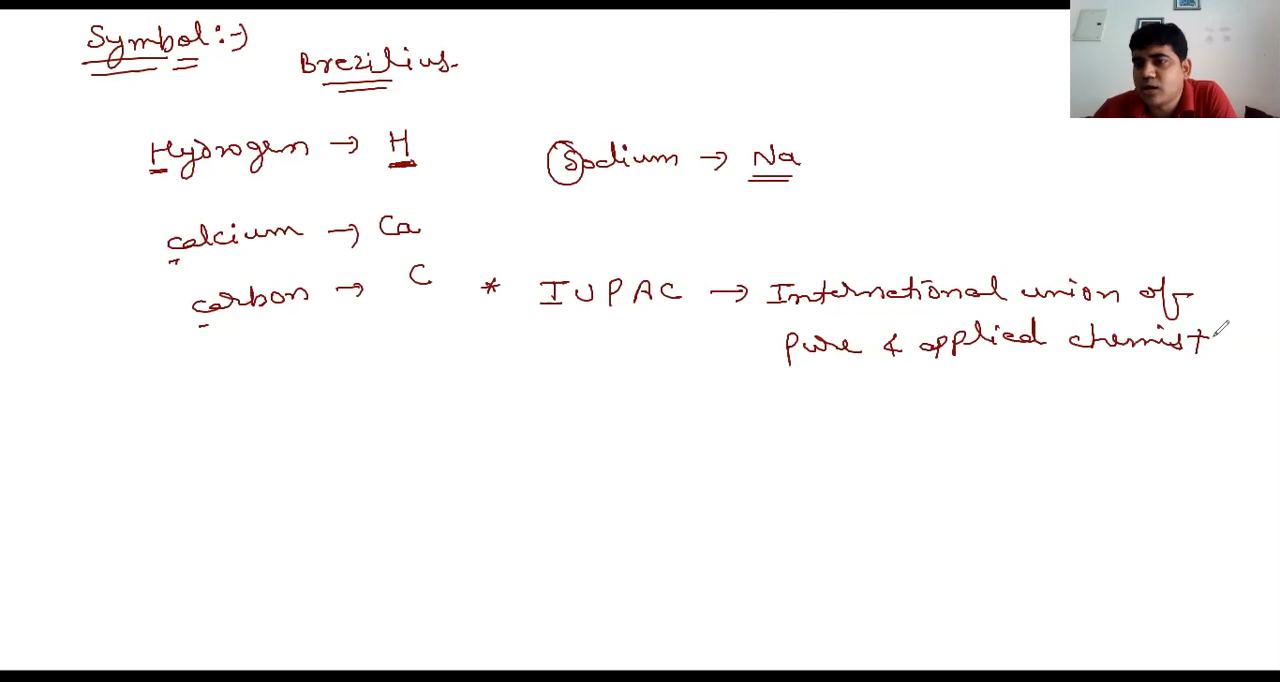 Symbol :-)
Brezilius.
Hydrogen → H
Sodium → Na
calcium → Ca
carbon → C
* IUPAC → International union of
pure & applied chemist